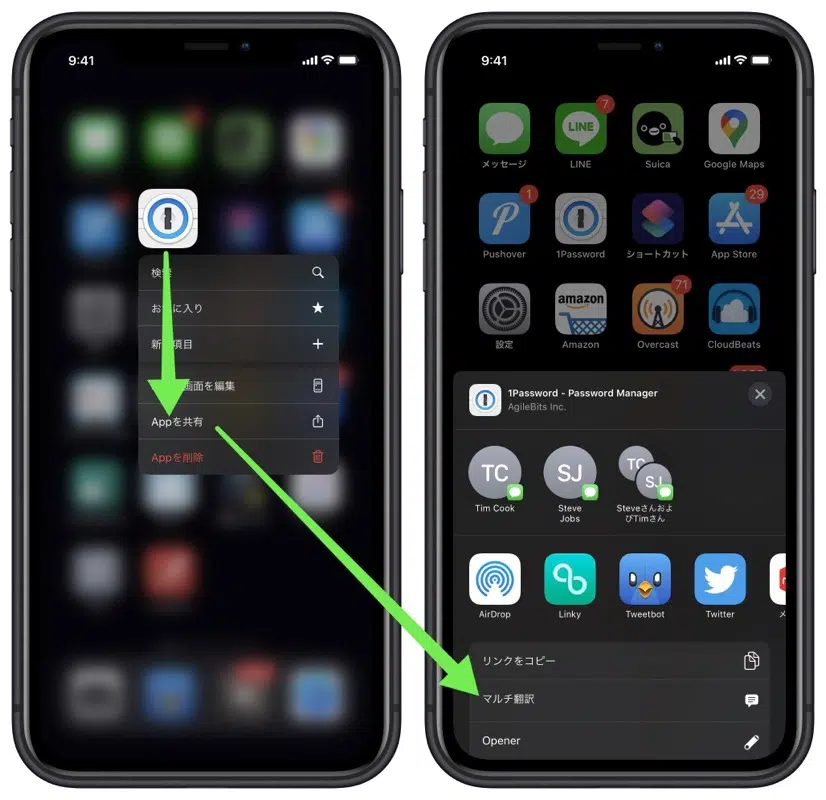 9:41
検索
お気に入り
新 項目
画面を編集
Appを共有
Appを削除
9:41
7
LINE
メッセージ
LINE
Suica
Google Maps
1
29
Pushover
1Password
ショートカット
App Store
71
amazon
設定
Amazon
Overcast
CloudBeats
1Password - Password Manager
AgileBits Inc.
TC
SJ
TC
SJ
Tim Cook
Steve
Jobs
Steveさんおよ
びTimさん
AirDrop
Linky
Tweetbot
Twitter
メ
リンクをコピー
マルチ翻訳
Opener